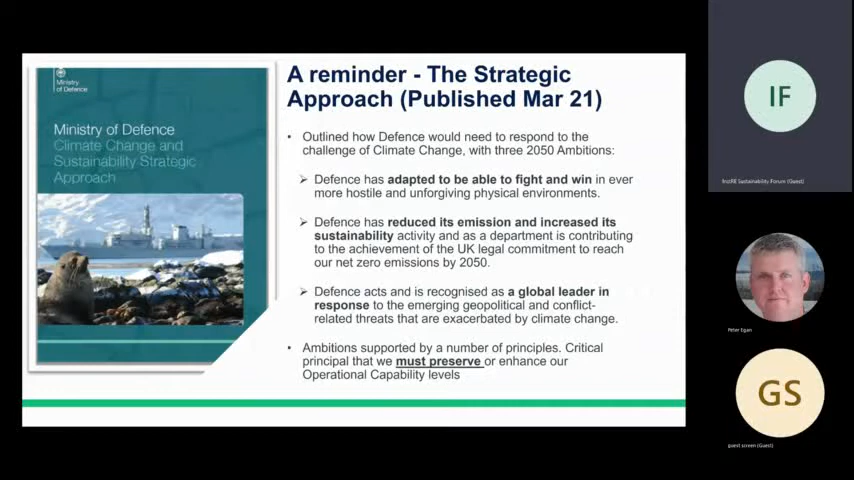 Ministry
of Defence
Ministry of Defence
Climate Change and
Sustainability Strategic
Approach
A reminder - The Strategic
Approach (Published Mar 21)
• Outlined how Defence would need to respond to the
challenge of Climate Change, with three 2050 Ambitions:
➢ Defence has adapted to be able to fight and win in ever
more hostile and unforgiving physical environments.
➢ Defence has reduced its emission and increased its
sustainability activity and as a department is contributing
to the achievement of the UK legal commitment to reach
our net zero emissions by 2050.
➢ Defence acts and is recognised as a global leader in
response to the emerging geopolitical and conflict-
related threats that are exacerbated by climate change.
• Ambitions supported by a number of principles. Critical
principal that we must preserve or enhance our
Operational Capability levels
IF
InstRE Sustainability Forum (Guest)
Peter Egan
GS
guest screen (Guest)